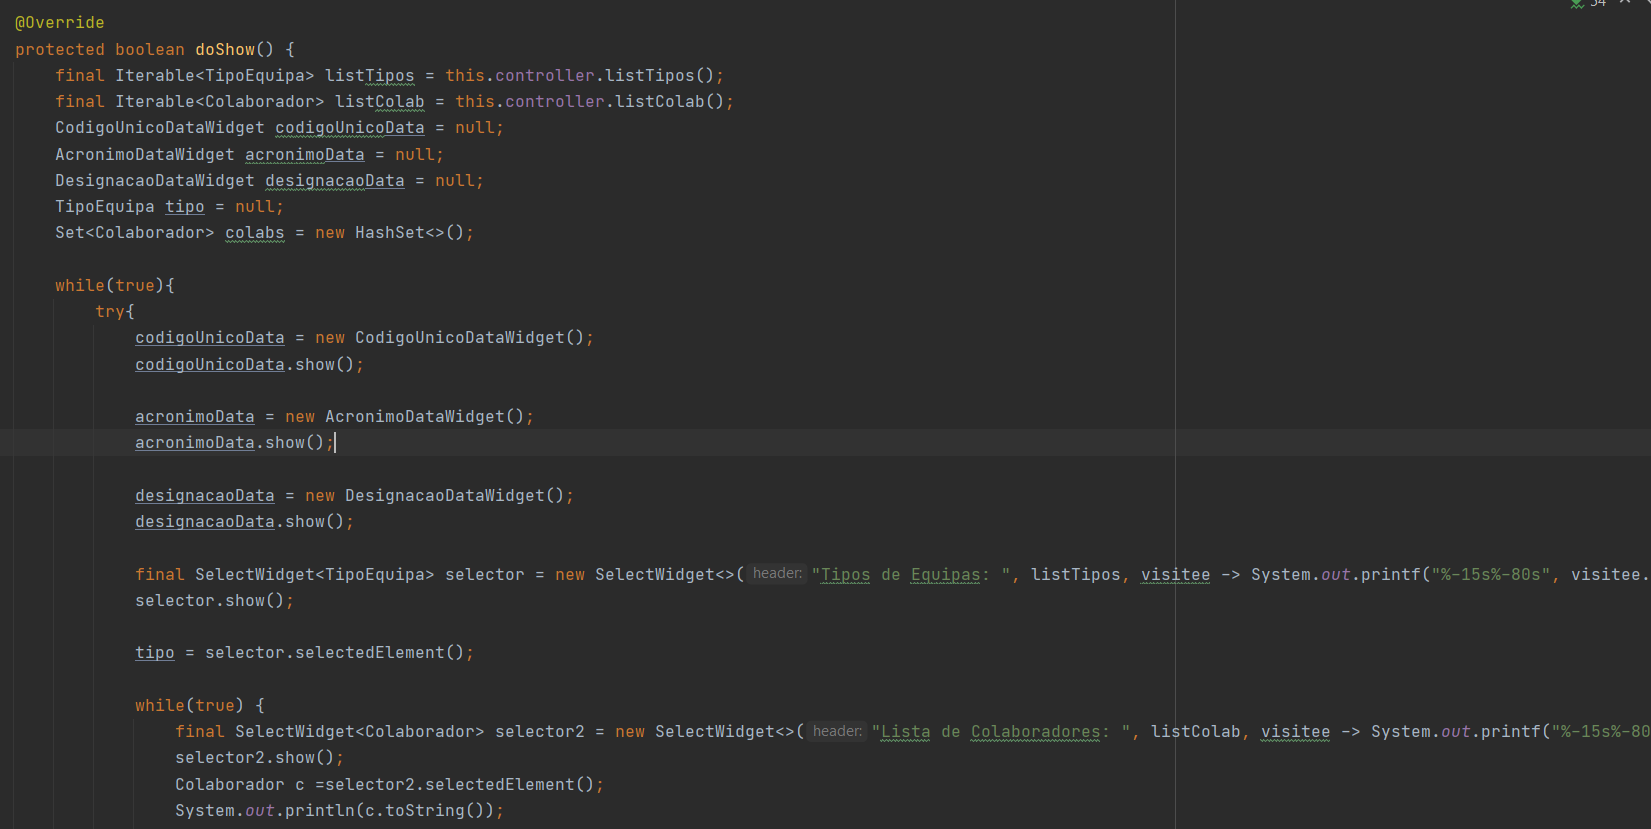 54
@Override
protected boolean doShow() {
    final Iterable<TipoEquipa> listTipos = this.controller.listTipos();
    final Iterable<Colaborador> listColab = this.controller.listColab();
    CodigoUnicoDataWidget codigoUnicoData = null;
    AcronimoDataWidget acronimoData = null;
    DesignacaoDataWidget designacaoData = null;
    TipoEquipa tipo = null;
    Set<Colaborador> colabs = new HashSet<>();
    while(true){
        try{
            codigoUnicoData = new CodigoUnicoDataWidget();
            codigoUnicoData.show();
            acronimoData = new AcronimoDataWidget();
            acronimoData.show();
            designacaoData = new DesignacaoDataWidget();
            designacaoData.show();
            final SelectWidget<TipoEquipa> selector = new SelectWidget<>( header: "Tipos de Equipas: ", listTipos, visitee -> System.out.printf("%-15s%-80s", visitee.
            selector.show();
            tipo = selector.selectedElement();
            while(true) {
                final SelectWidget<Colaborador> selector2 = new SelectWidget<>( header: "Lista de Colaboradores: ", listColab, visitee -> System.out.printf("%-15s%-80
                selector2.show();
                Colaborador c =selector2.selectedElement();
                System.out.println(c.toString());